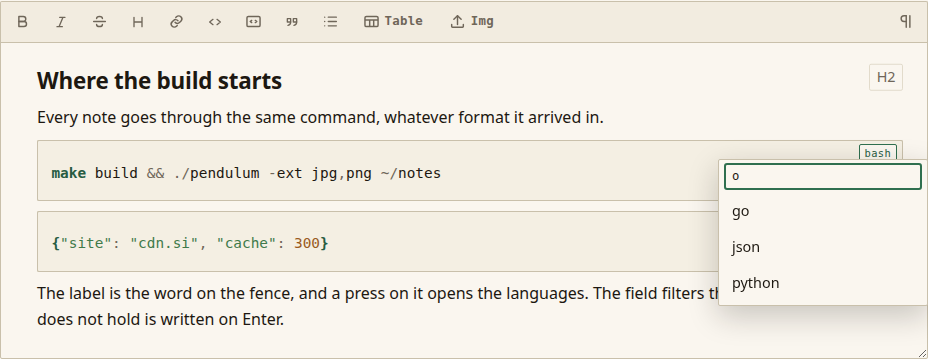 B I S H <> Table Img
Where the build starts
H2
Every note goes through the same command, whatever format it arrived in.
bash
make build && ./pendulum -ext jpg,png ~/notes
o
go
{"site": "cdn.si", "cache": 300}
json
python
The label is the word on the fence, and a press on it opens the languages. The field filters
does not hold is written on Enter.